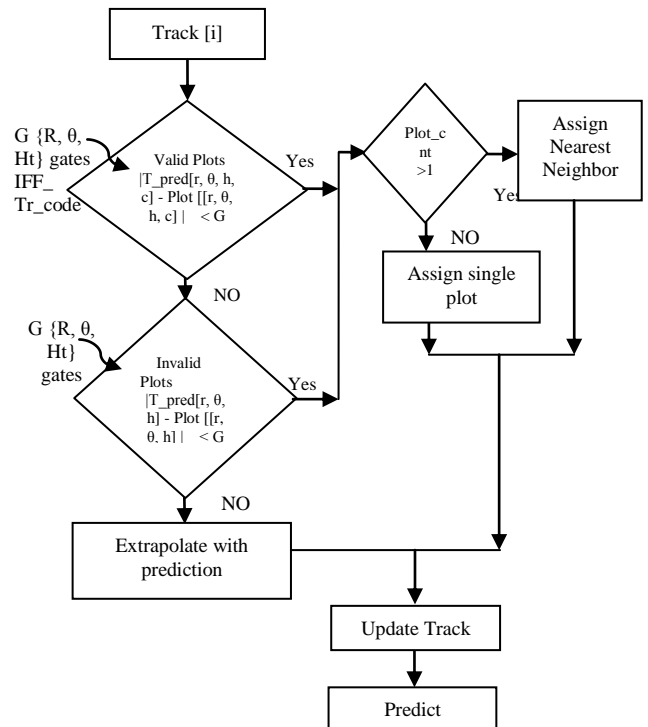 Track [i]
G {R, θ,
Ht} gates
IFF_
Tr_code
Valid Plots
|T_pred[r, θ, h,
c] - Plot [[r, θ,
h, c] | < G
Yes
NO
Plot_c
nt
>1
Yes
NO
Assign
Nearest
Neighbor
Assign single
plot
G {R, θ,
Ht}
gates
Invalid
Plots
|T_pred[r, θ,
h] - Plot [[r,
θ, h] | < G
Yes
NO
Extrapolate with
prediction
Update Track
Predict